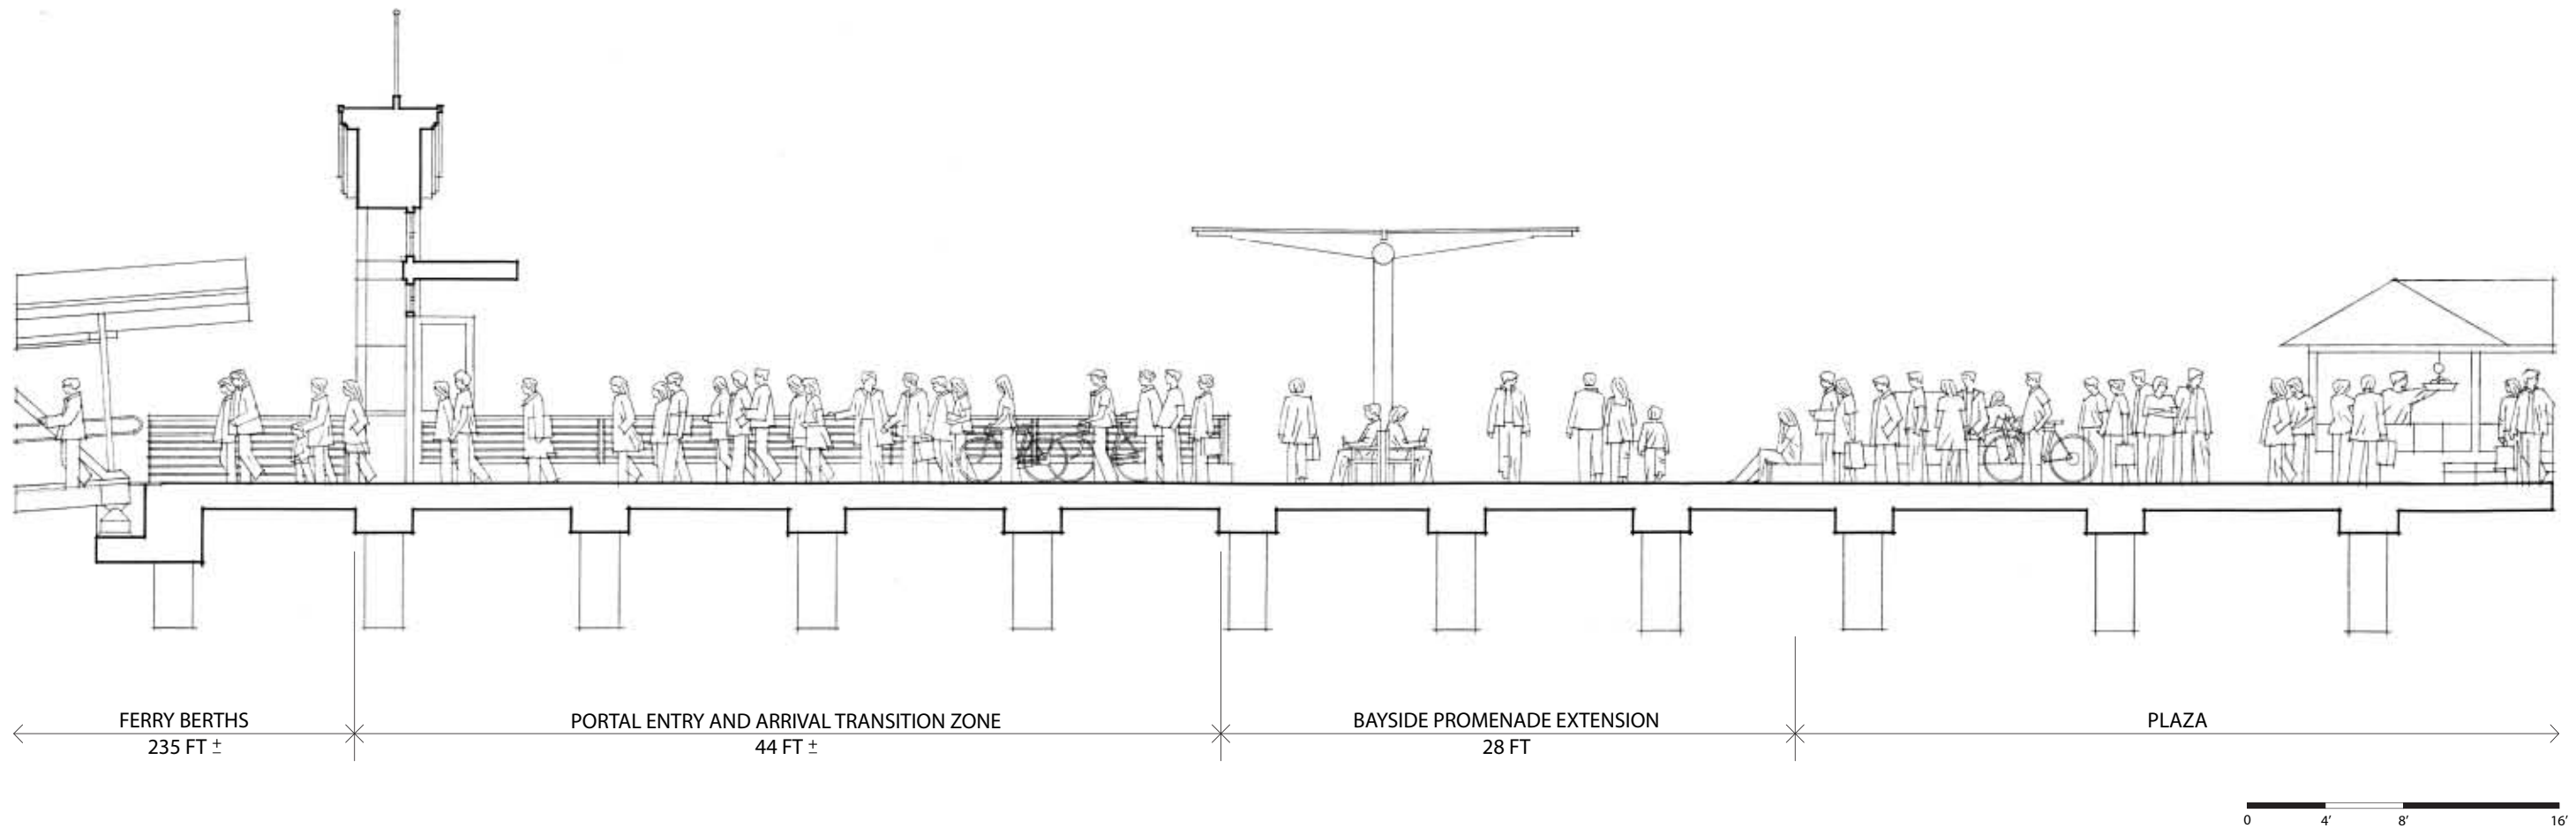 FERRY BERTHS
235 FT ±
PORTAL ENTRY AND ARRIVAL TRANSITION ZONE
44 FT ±
BAYSIDE PROMENADE EXTENSION
28 FT
PLAZA
0 4' 8' 16'